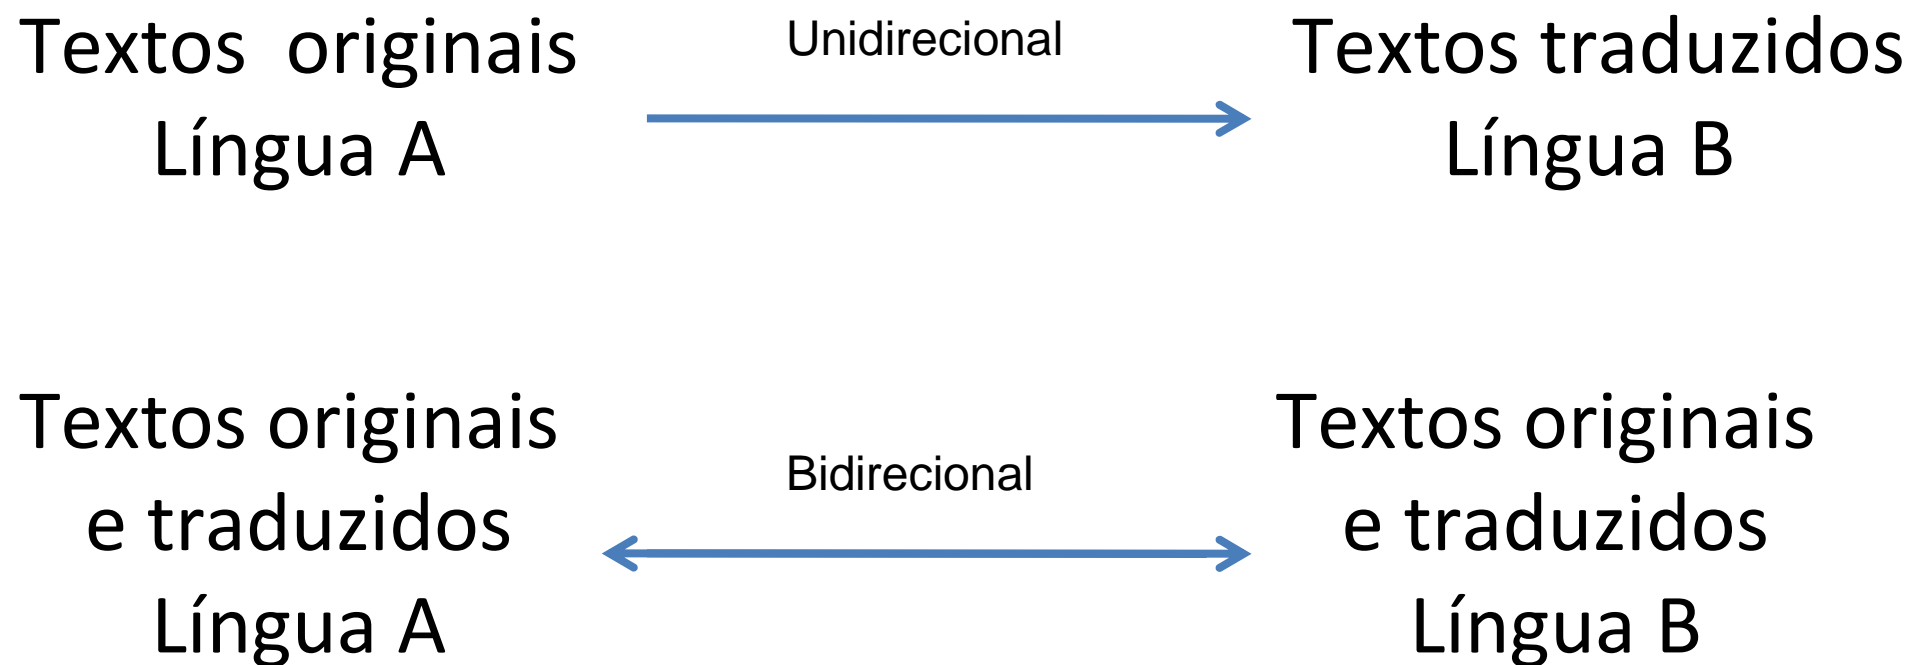 Textos originais
Língua A
Unidirecional
Textos traduzidos
Língua B
Textos originais
e traduzidos
Língua A
Bidirecional
Textos originais
e traduzidos
Língua B